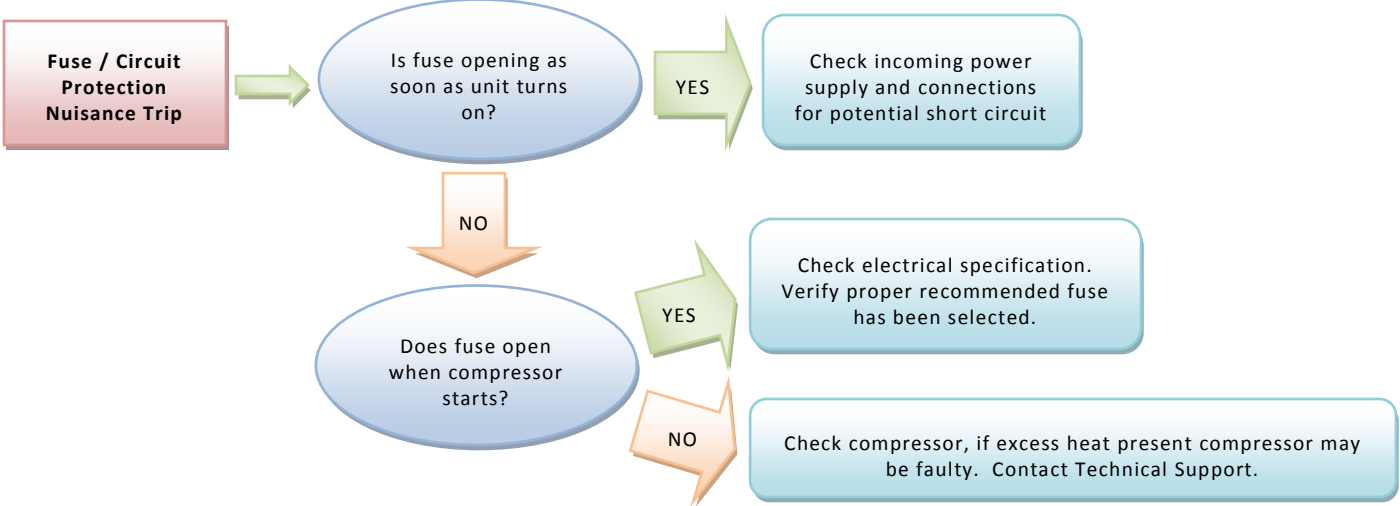 Fuse / Circuit
Protection
Nuisance Trip
Is fuse opening as
soon as unit turns
on?
YES
Check incoming power
supply and connections
for potential short circuit
NO
Does fuse open
when compressor
starts?
YES
Check electrical specification.
Verify proper recommended fuse
has been selected.
NO
Check compressor, if excess heat present compressor may
be faulty. Contact Technical Support.